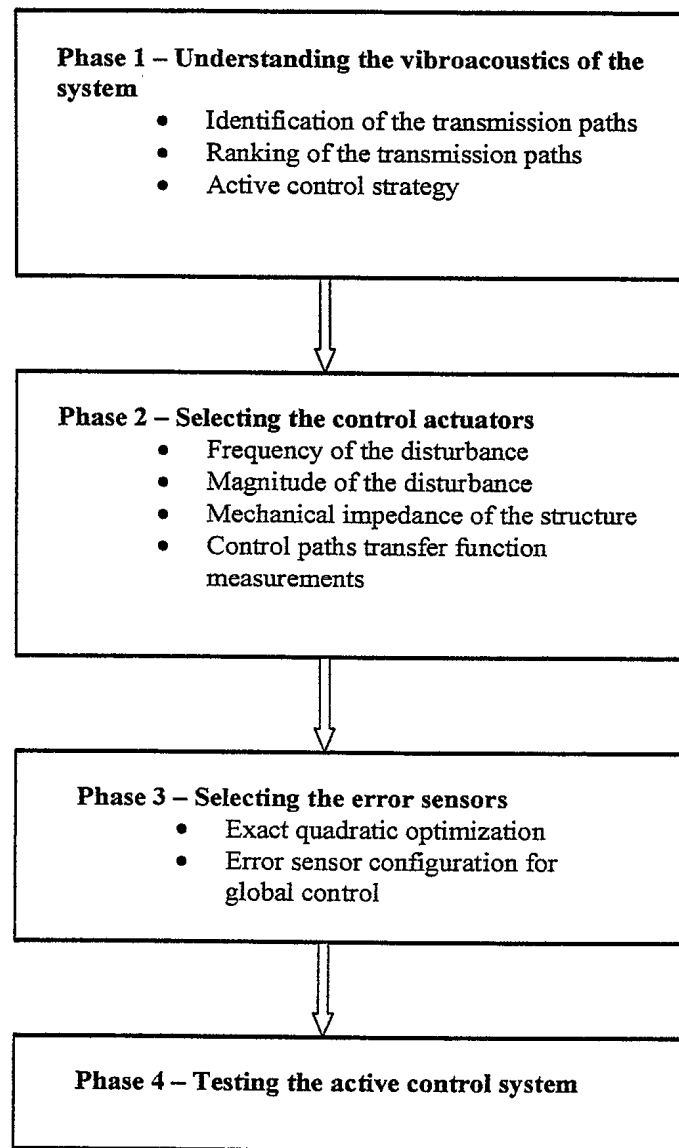 Phase 1 – Understanding the vibroacoustics of the
system
• Identification of the transmission paths
• Ranking of the transmission paths
• Active control strategy
Phase 2 – Selecting the control actuators
• Frequency of the disturbance
• Magnitude of the disturbance
• Mechanical impedance of the structure
• Control paths transfer function
measurements
Phase 3 – Selecting the error sensors
• Exact quadratic optimization
• Error sensor configuration for
global control
Phase 4 – Testing the active control system